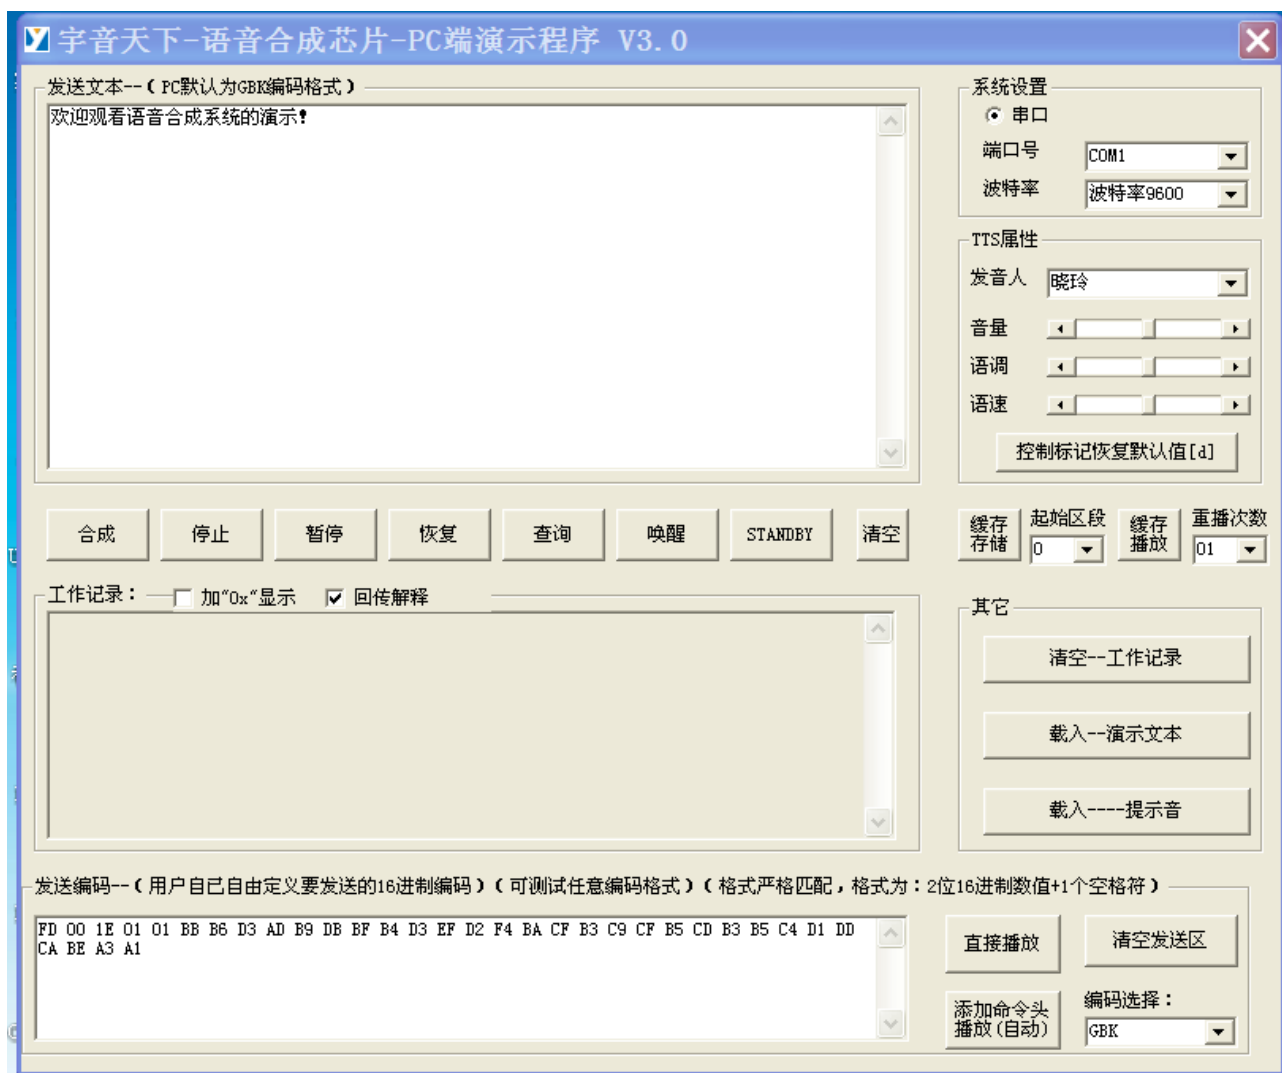 宇音天下-语音合成芯片-PC端演示程序 V3.0
发送文本--(PC默认为GBK编码格式)
欢迎观看语音合成系统的演示!
系统设置
串口
端口号 COM1
波特率 波特率9600
TTS属性
发音人 晓玲
音量
语调
语速
控制标记恢复默认值[d]
合成 停止 暂停 恢复 查询 唤醒 STANDBY 清空
缓存存储 起始区段 0 缓存播放 重播次数 01
工作记录: 加"0x"显示 回传解释
其它
清空--工作记录
载入--演示文本
载入----提示音
发送编码--(用户自已自由定义要发送的16进制编码)(可测试任意编码格式)(格式严格匹配,格式为:2位16进制数值+1个空格符)
FD 00 1E 01 01 BB B6 D3 AD B9 DB BF B4 D3 EF D2 F4 BA CF B3 C9 CF B5 CD B3 B5 C4 D1 DD
CA BE A3 A1
直接播放 清空发送区
添加命令头
播放(自动)
编码选择:
GBK